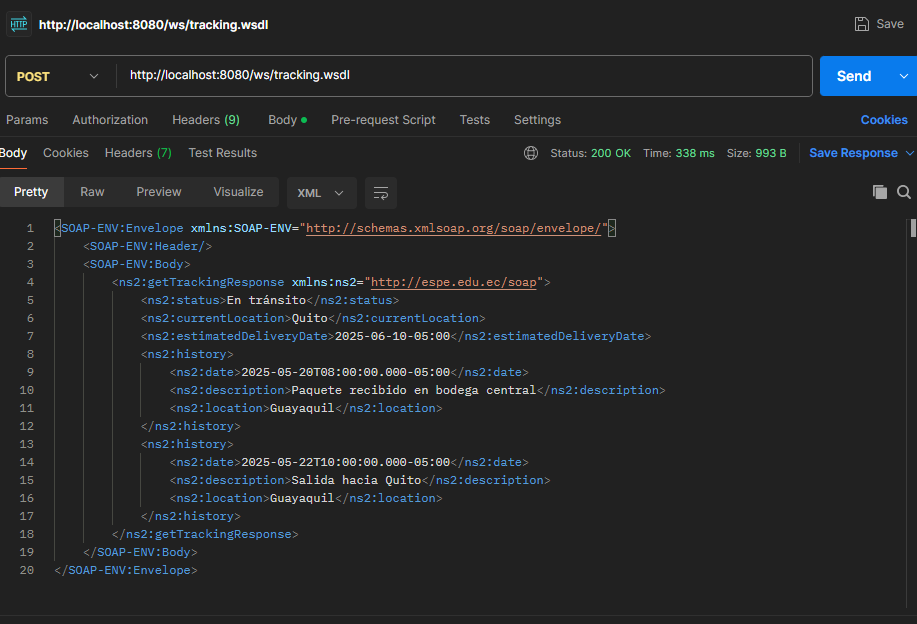 HTTP http://localhost:8080/ws/tracking.wsdl Save
POST http://localhost:8080/ws/tracking.wsdl Send
Params Authorization Headers (9) Body Pre-request Script Tests Settings Cookies
Body Cookies Headers (7) Test Results Status: 200 OK Time: 338 ms Size: 993 B Save Response
Pretty Raw Preview Visualize XML
1 <SOAP-ENV:Envelope xmlns:SOAP-ENV="http://schemas.xmlsoap.org/soap/envelope/">
2 <SOAP-ENV:Header/>
3 <SOAP-ENV:Body>
4 <ns2:getTrackingResponse xmlns:ns2="http://espe.edu.ec/soap">
5 <ns2:status>En tránsito</ns2:status>
6 <ns2:currentLocation>Quito</ns2:currentLocation>
7 <ns2:estimatedDeliveryDate>2025-06-10-05:00</ns2:estimatedDeliveryDate>
8 <ns2:history>
9 <ns2:date>2025-05-20T08:00:00.000-05:00</ns2:date>
10 <ns2:description>Paquete recibido en bodega central</ns2:description>
11 <ns2:location>Guayaquil</ns2:location>
12 </ns2:history>
13 <ns2:history>
14 <ns2:date>2025-05-22T10:00:00.000-05:00</ns2:date>
15 <ns2:description>Salida hacia Quito</ns2:description>
16 <ns2:location>Guayaquil</ns2:location>
17 </ns2:history>
18 </ns2:getTrackingResponse>
19 </SOAP-ENV:Body>
20 </SOAP-ENV:Envelope>